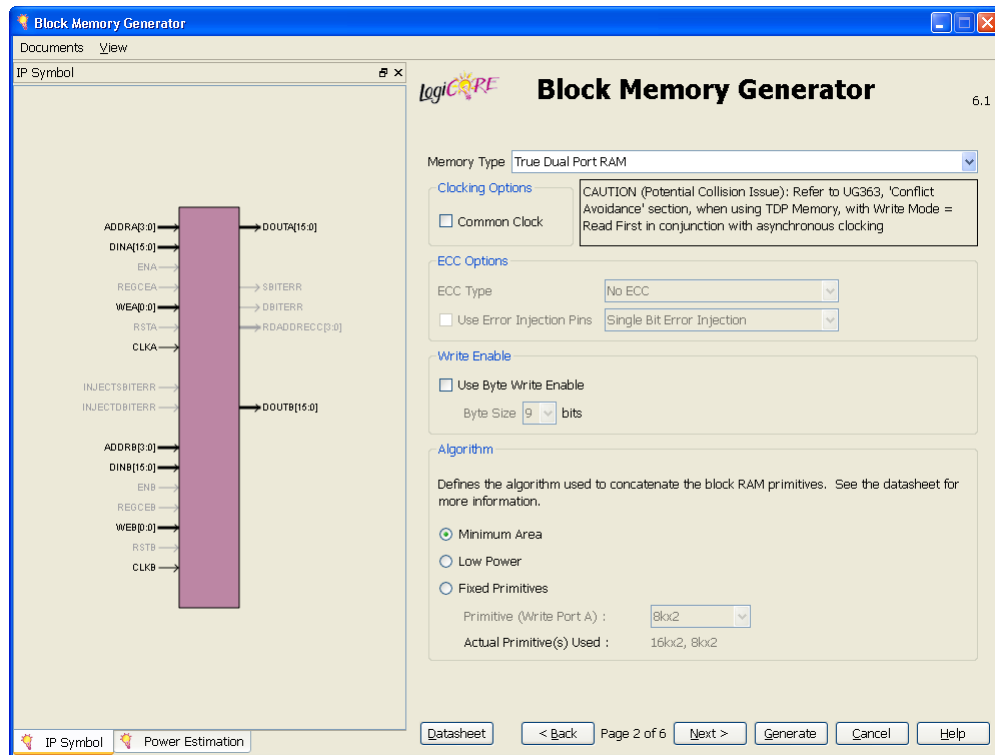 Block Memory Generator
Documents View
IP Symbol
ADDRA[3:0]
DINA[15:0]
ENA
REGCEA
WEA[0:0]
RSTA
CLKA
INJECTSBITERR
INJECTDBITERR
ADDRB[3:0]
DINB[15:0]
ENB
REGCEB
WEB[0:0]
RSTB
CLKB
DOUTA[15:0]
SBITERR
DBITERR
RDADDRECC[3:0]
DOUTB[15:0]
IP Symbol Power Estimation
LogiCORE
Block Memory Generator
6.1
Memory Type True Dual Port RAM
Clocking Options
Common Clock
CAUTION (Potential Collision Issue): Refer to UG363, 'Conflict
Avoidance' section, when using TDP Memory, with Write Mode =
Read First in conjunction with asynchronous clocking
ECC Options
ECC Type No ECC
Use Error Injection Pins Single Bit Error Injection
Write Enable
Use Byte Write Enable
Byte Size 9 bits
Algorithm
Defines the algorithm used to concatenate the block RAM primitives. See the datasheet for
more information.
Minimum Area
Low Power
Fixed Primitives
Primitive (Write Port A) : 8kx2
Actual Primitive(s) Used : 16kx2, 8kx2
Datasheet < Back Page 2 of 6 Next > Generate Cancel Help